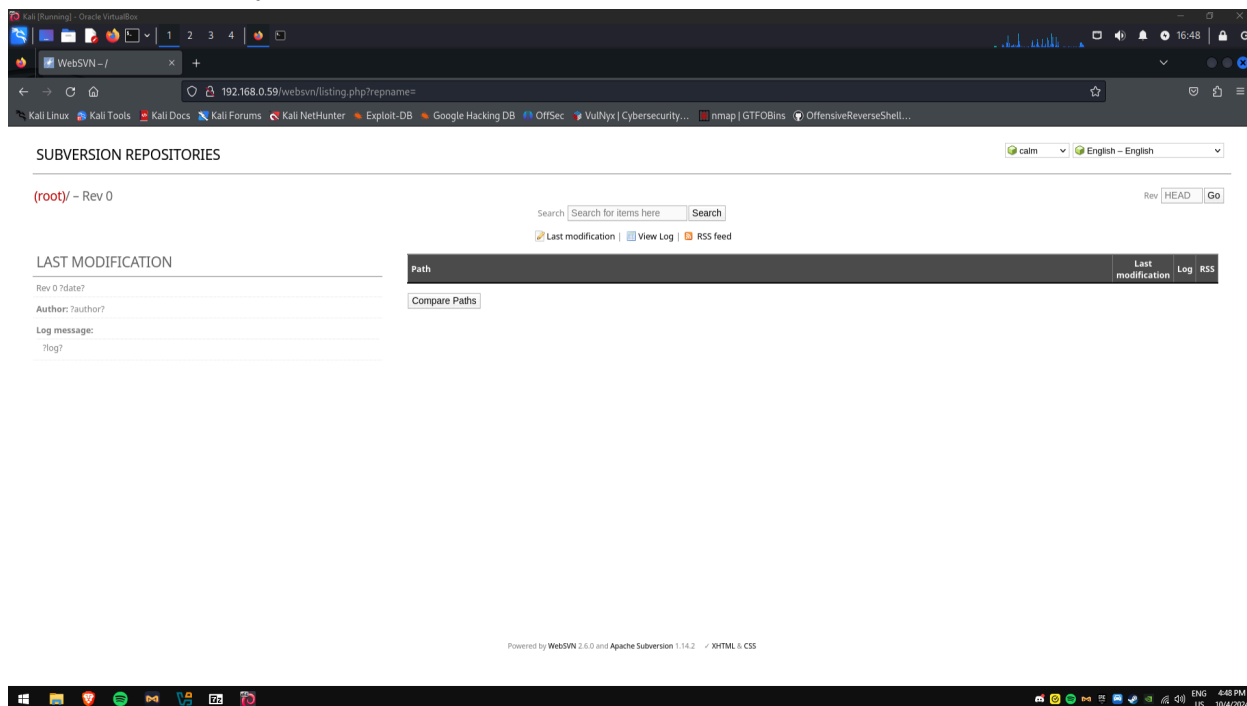 Kali [Running] - Oracle VirtualBox
1 2 3 4
16:48
WebSVN – /
192.168.0.59/websvn/listing.php?repname=
Kali Linux Kali Tools Kali Docs Kali Forums Kali NetHunter Exploit-DB Google Hacking DB OffSec VulNyx | Cybersecurity… nmap | GTFOBins OffensiveReverseShell…
SUBVERSION REPOSITORIES
calm English – English
(root)/ – Rev 0
Rev HEAD Go
Search Search for items here Search
Last modification | View Log | RSS feed
LAST MODIFICATION
Rev 0 ?date?
Author: ?author?
Log message:
?log?
Path Last modification Log RSS
Compare Paths
Powered by WebSVN 2.6.0 and Apache Subversion 1.14.2 ✓ XHTML & CSS
ENG 4:48 PM
US 10/4/202